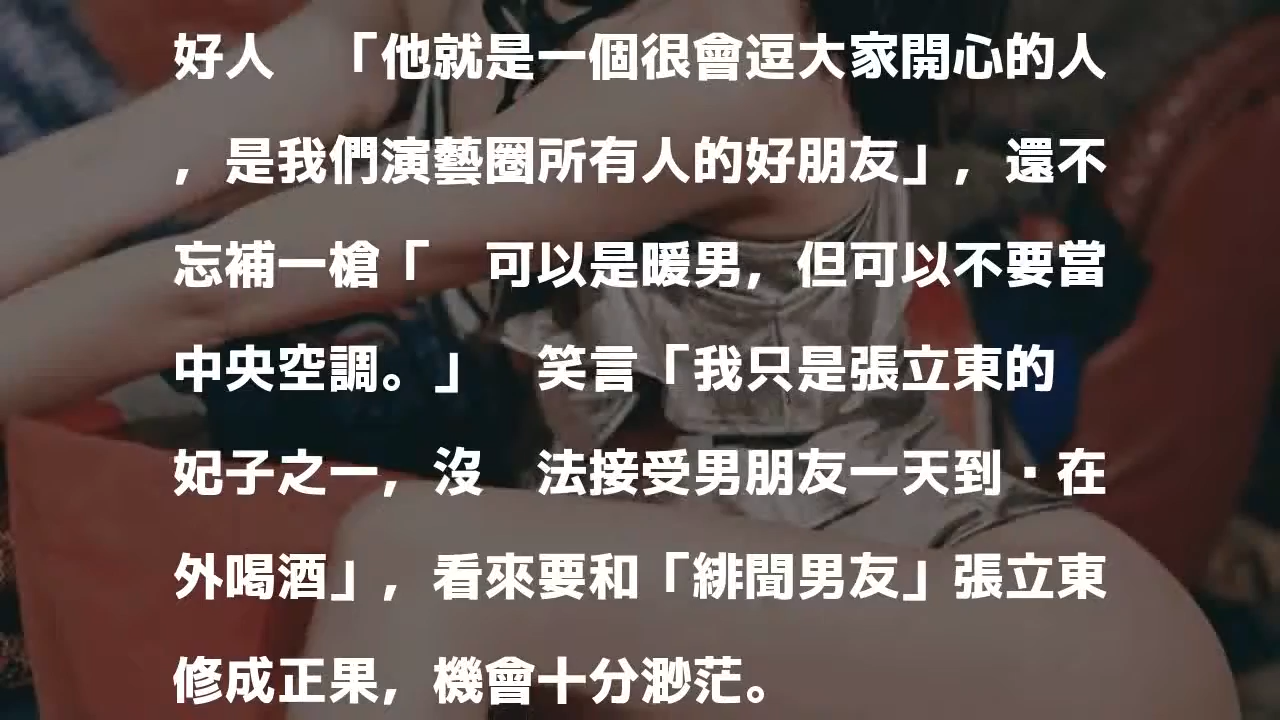 好人　「他就是一個很會逗大家開心的人
，是我們演藝圈所有人的好朋友」，還不
忘補一槍「　可以是暖男，但可以不要當
中央空調。」　笑言「我只是張立東的
妃子之一，沒　法接受男朋友一天到·在
外喝酒」，看來要和「緋聞男友」張立東
修成正果，機會十分渺茫。